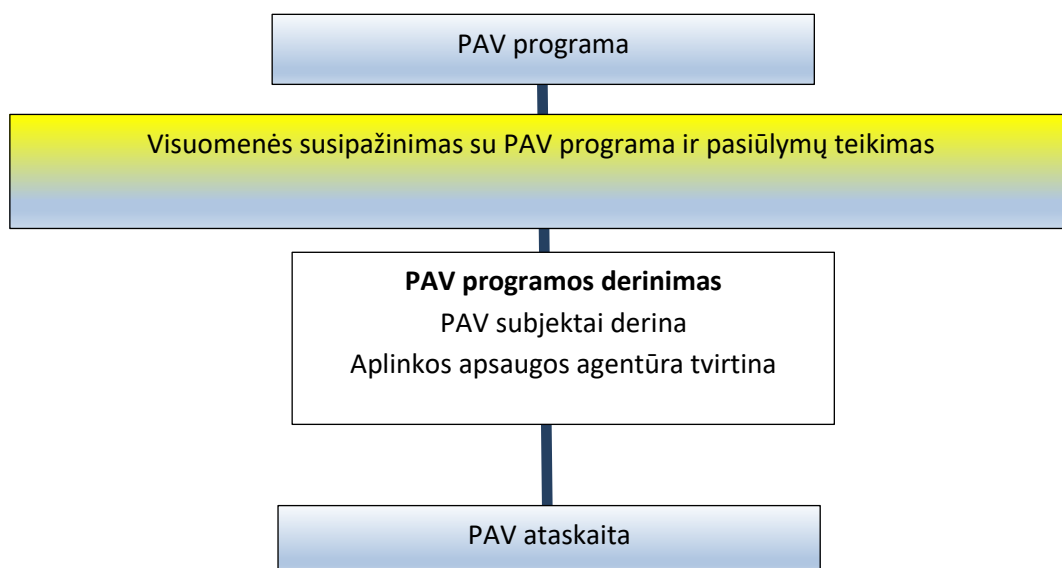 PAV programa
Visuomenės susipažinimas su PAV programa ir pasiūlymų teikimas
PAV programos derinimas
PAV subjektai derina
Aplinkos apsaugos agentūra tvirtina
PAV ataskaita